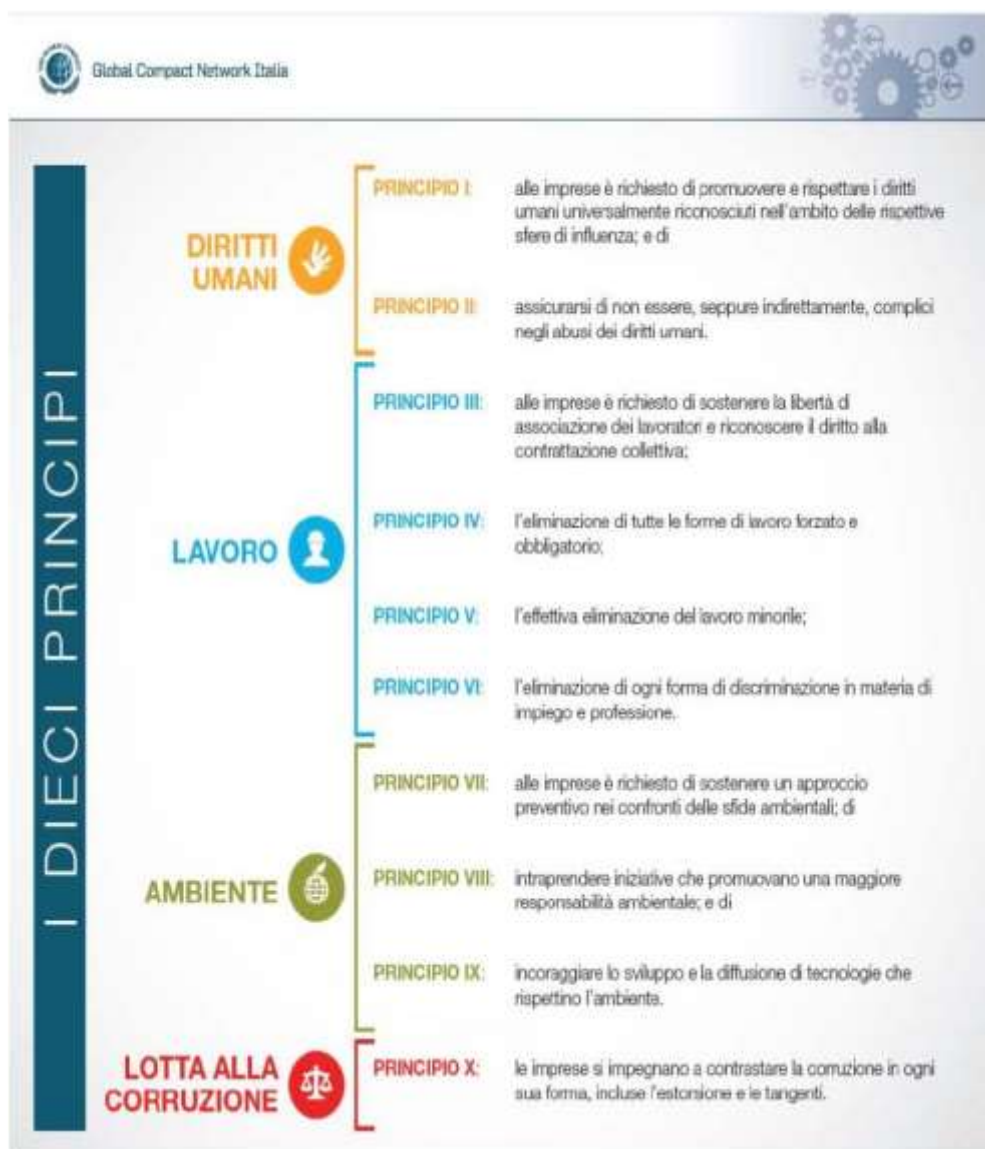 Global Compact Network Italia
I DIECI PRINCIPI
DIRITTI
UMANI
PRINCIPIO I:
alle imprese è richiesto di promuovere e rispettare i diritti
umani universalmente riconosciuti nell'ambito delle rispettive
sfere di influenza; e di
PRINCIPIO II:
assicurarsi di non essere, seppure indirettamente, complici
negli abusi dei diritti umani.
LAVORO
PRINCIPIO III:
alle imprese è richiesto di sostenere la libertà di
associazione dei lavoratori e riconoscere il diritto alla
contrattazione collettiva;
PRINCIPIO IV:
l'eliminazione di tutte le forme di lavoro forzato e
obbligatorio;
PRINCIPIO V:
l'effettiva eliminazione del lavoro minorile;
PRINCIPIO VI:
l'eliminazione di ogni forma di discriminazione in materia di
impiego e professione.
AMBIENTE
PRINCIPIO VII:
alle imprese è richiesto di sostenere un approccio
preventivo nei confronti delle sfide ambientali; di
PRINCIPIO VIII:
intraprendere iniziative che promuovano una maggiore
responsabilità ambientale; e di
PRINCIPIO IX:
incoraggiare lo sviluppo e la diffusione di tecnologie che
rispettino l'ambiente.
LOTTA ALLA
CORRUZIONE
PRINCIPIO X:
le imprese si impegnano a contrastare la corruzione in ogni
sua forma, incluse l'estorsione e le tangenti.